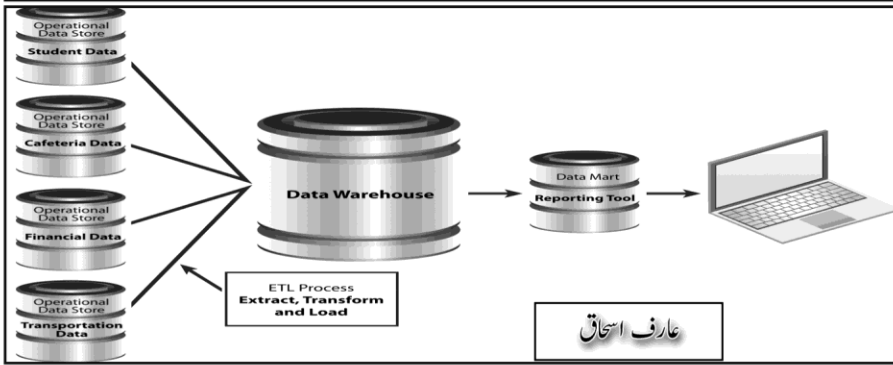 Operational
Data Store
Student Data
Operational
Data Store
Cafeteria Data
Operational
Data Store
Financial Data
Operational
Data Store
Transportation
Data
Data Warehouse
ETL Process
Extract, Transform
and Load
Data Mart
Reporting Tool
عارف اسحاق